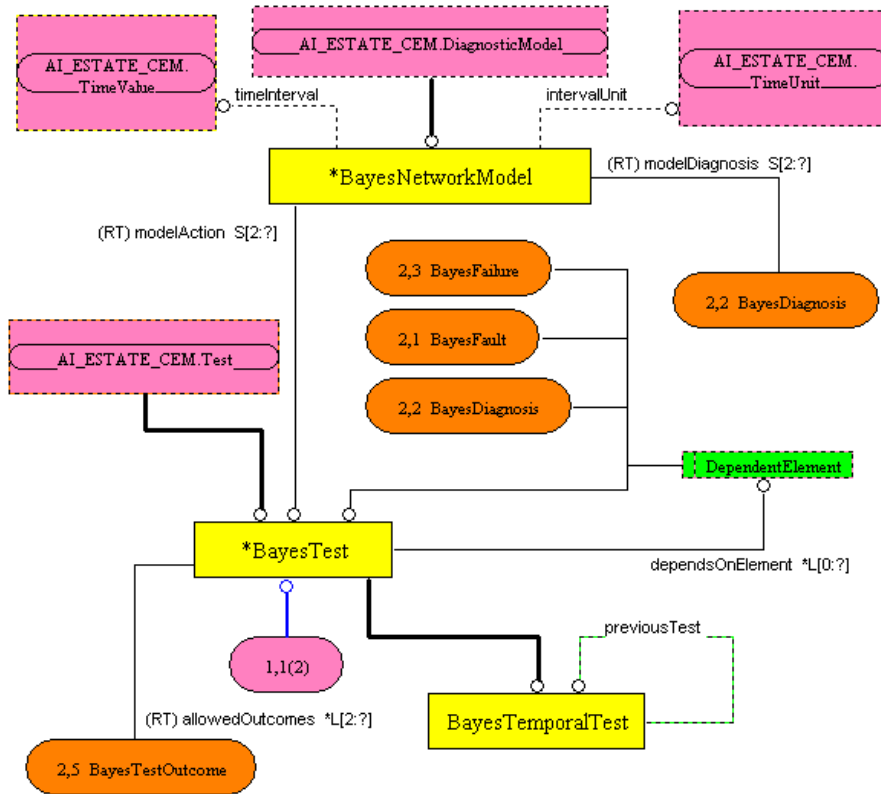 AI_ESTATE_CEM.DiagnosticModel
AI_ESTATE_CEM.
TimeValue
AI_ESTATE_CEM.
TimeUnit
timeInterval
intervalUnit
*BayesNetworkModel
(RT) modelDiagnosis S[2:?]
(RT) modelAction S[2:?]
2,3 BayesFailure
2,2 BayesDiagnosis
2,1 BayesFault
AI_ESTATE_CEM.Test
2,2 BayesDiagnosis
DependentElement
*BayesTest
dependsOnElement *L[0:?]
previousTest
1,1(2)
(RT) allowedOutcomes *L[2:?]
BayesTemporalTest
2,5 BayesTestOutcome